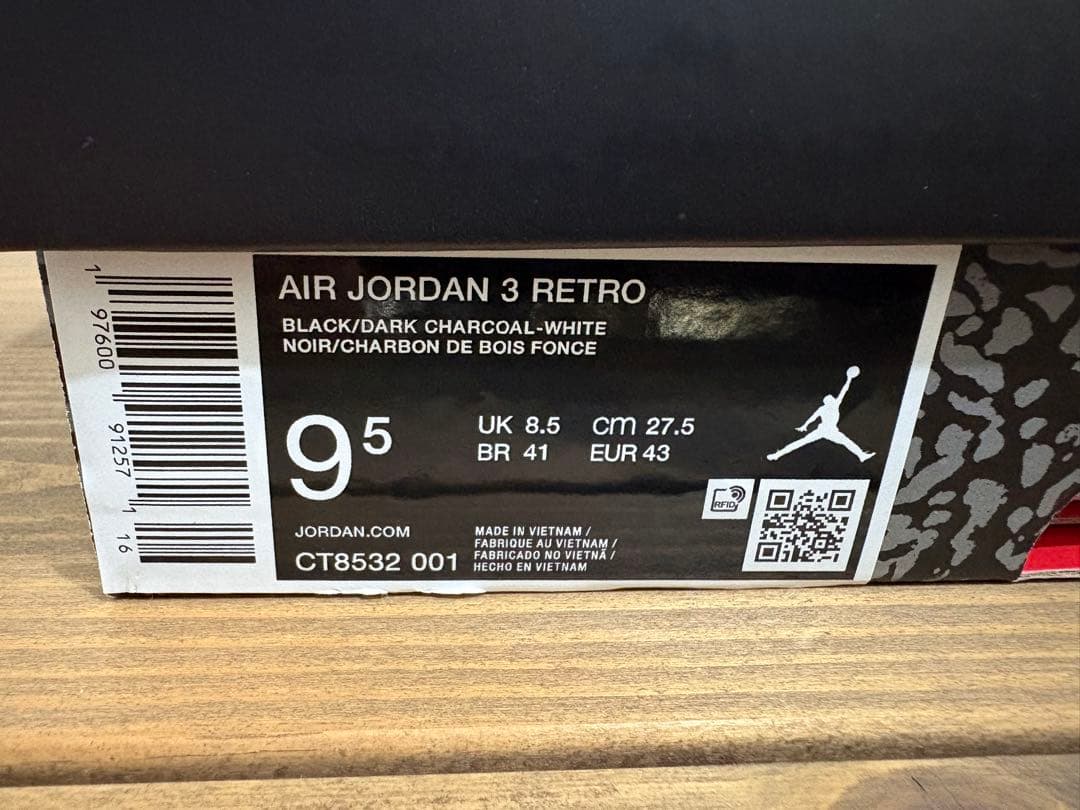 1 97600 91257 1 16
AIR JORDAN 3 RETRO
BLACK/DARK CHARCOAL-WHITE
NOIR/CHARBON DE BOIS FONCE
9 5
UK 8.5 cm 27.5
BR 41 EUR 43
RFID
JORDAN.COM
CT8532 001
MADE IN VIETNAM /
FABRIQUE AU VIETNAM /
FABRICADO NO VIETNÃ /
HECHO EN VIETNAM